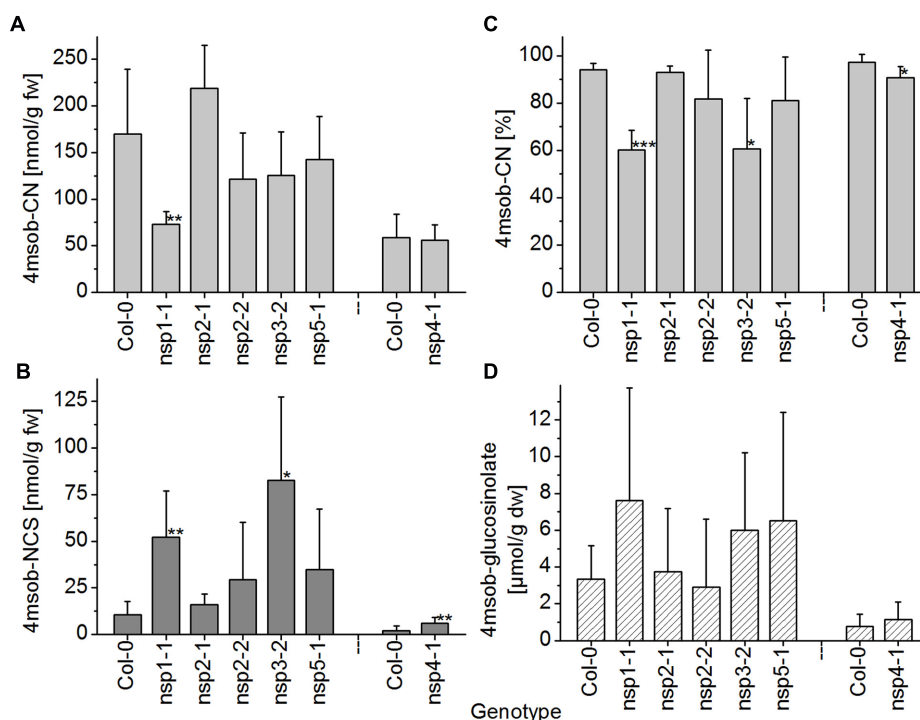 A
4msob-CN [nmol/g fw]
250
200
150
100
50
0
**
Col-0
nsp1-1
nsp2-1
nsp2-2
nsp3-2
nsp5-1
Col-0
nsp4-1
C
4msob-CN [%]
100
80
60
40
20
0
***
*
*
Col-0
nsp1-1
nsp2-1
nsp2-2
nsp3-2
nsp5-1
Col-0
nsp4-1
B
4msob-NCS [nmol/g fw]
125
100
75
50
25
0
**
*
**
Col-0
nsp1-1
nsp2-1
nsp2-2
nsp3-2
nsp5-1
Col-0
nsp4-1
D
4msob-glucosinolate
[µmol/g dw]
12
10
8
6
4
2
0
Col-0
nsp1-1
nsp2-1
nsp2-2
nsp3-2
nsp5-1
Col-0
nsp4-1
Genotype